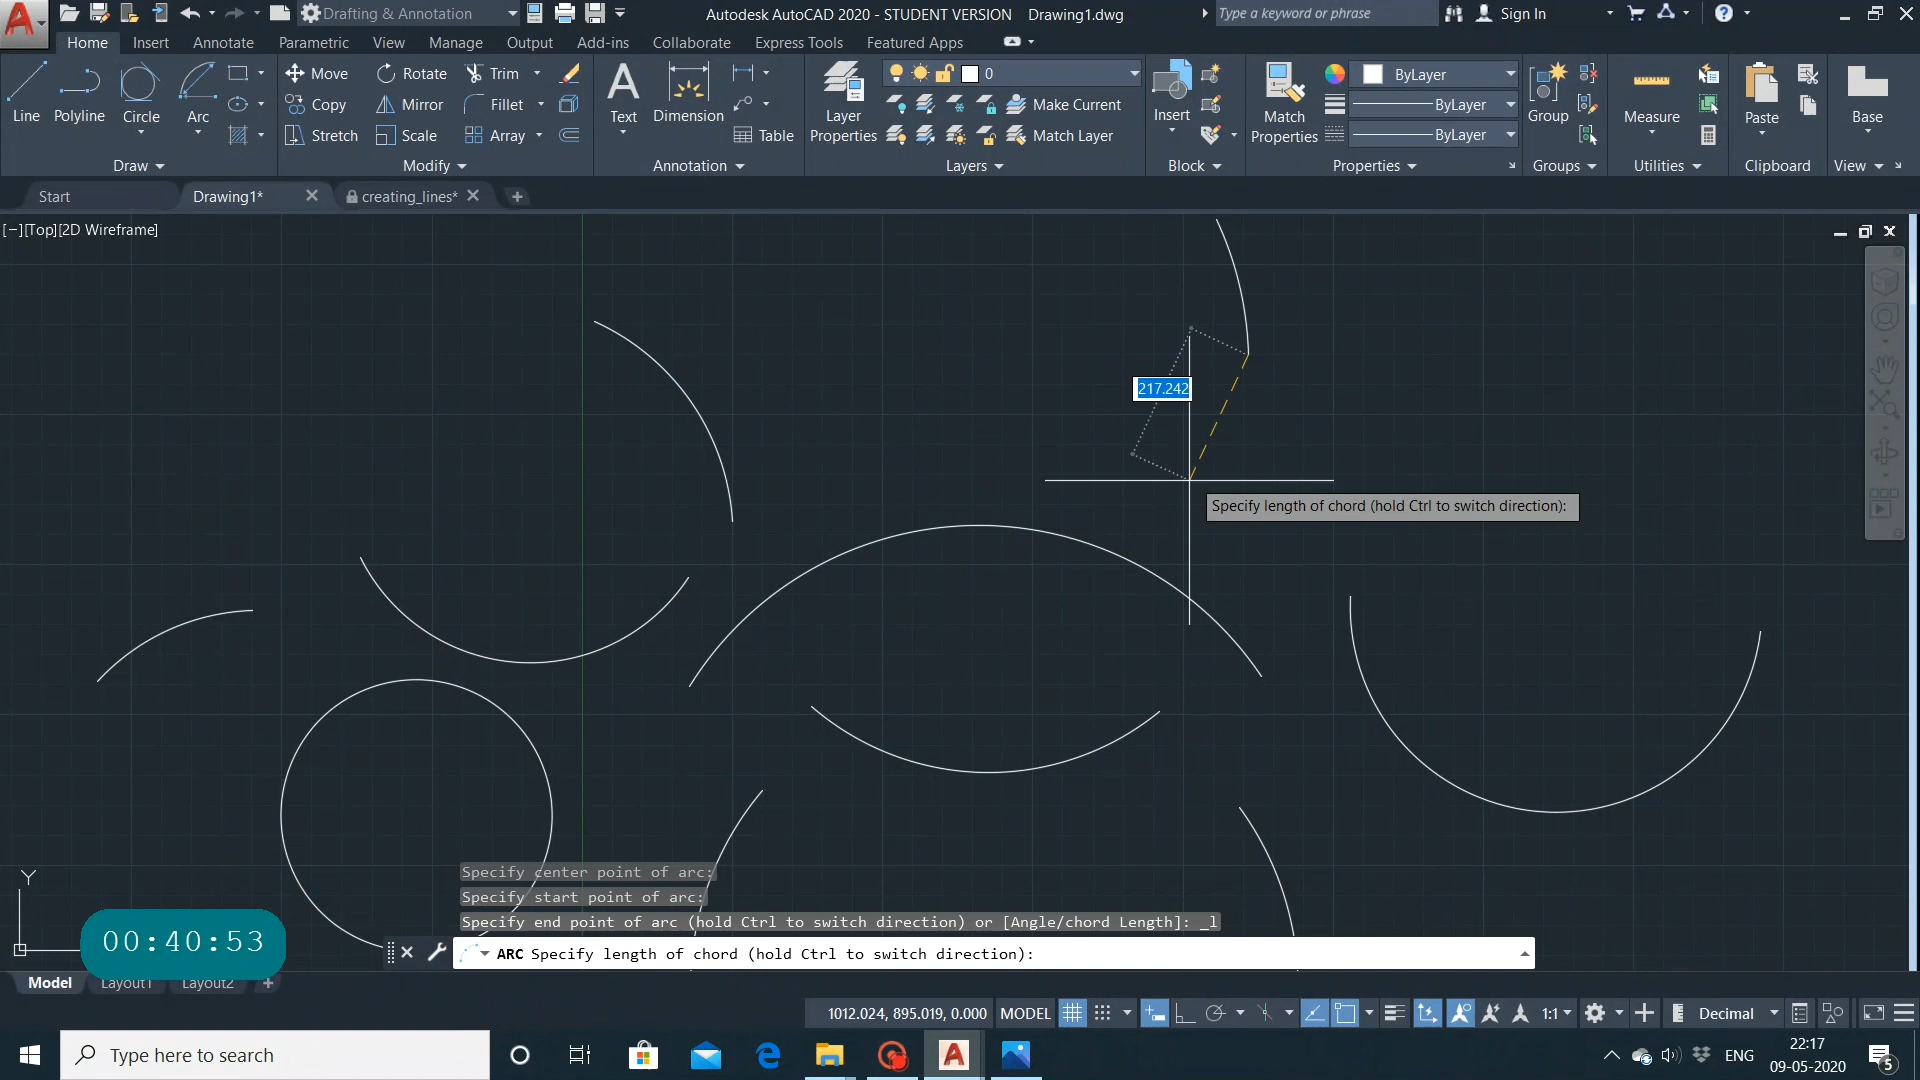 Drafting & Annotation
Autodesk AutoCAD 2020 - STUDENT VERSION Drawing1.dwg
Type a keyword or phrase
Sign In
Home Insert Annotate Parametric View Manage Output Add-ins Collaborate Express Tools Featured Apps
Line Polyline Circle Arc
Move Rotate Trim
Copy Mirror Fillet
Stretch Scale Array
Text Dimension Table
Layer Properties
0
Make Current
Match Layer
Insert
Match Properties
ByLayer
ByLayer
ByLayer
Group
Measure
Paste
Base
Draw Modify Annotation Layers Block Properties Groups Utilities Clipboard View
Start Drawing1* creating_lines*
[−][Top][2D Wireframe]
217.242
Specify length of chord (hold Ctrl to switch direction):
Y
Specify center point of arc:
Specify start point of arc:
Specify end point of arc (hold Ctrl to switch direction) or [Angle/chord Length]: _l
00:40:53
ARC Specify length of chord (hold Ctrl to switch direction):
Model Layout1 Layout2
1012.024, 895.019, 0.000 MODEL 1:1 Decimal
Type here to search
ENG
22:17
09-05-2020
5